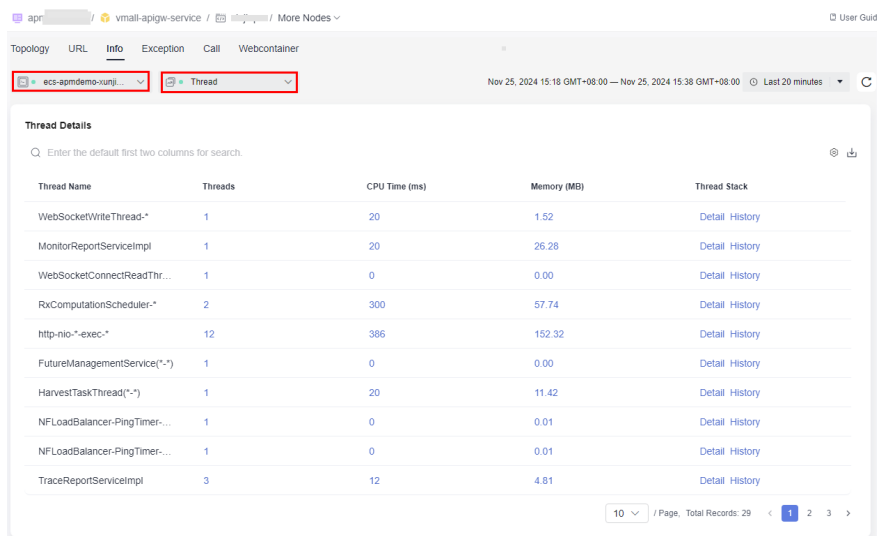 apm / vmall-apigw-service / / More Nodes
User Guid
Topology URL Info Exception Call Webcontainer
ecs-apmdemo-xunji... Thread Nov 25, 2024 15:18 GMT+08:00 — Nov 25, 2024 15:38 GMT+08:00 Last 20 minutes
Thread Details
Enter the default first two columns for search.
Thread Name Threads CPU Time (ms) Memory (MB) Thread Stack
WebSocketWriteThread-* 1 20 1.52 Detail History
MonitorReportServiceImpl 1 20 26.28 Detail History
WebSocketConnectReadThr... 1 0 0.00 Detail History
RxComputationScheduler-* 2 300 57.74 Detail History
http-nio-*-exec-* 12 386 152.32 Detail History
FutureManagementService(*-*) 1 0 0.00 Detail History
HarvestTaskThread(*-*) 1 20 11.42 Detail History
NFLoadBalancer-PingTimer-... 1 0 0.01 Detail History
NFLoadBalancer-PingTimer-... 1 0 0.01 Detail History
TraceReportServiceImpl 3 12 4.81 Detail History
10 / Page, Total Records: 29 < 1 2 3 >